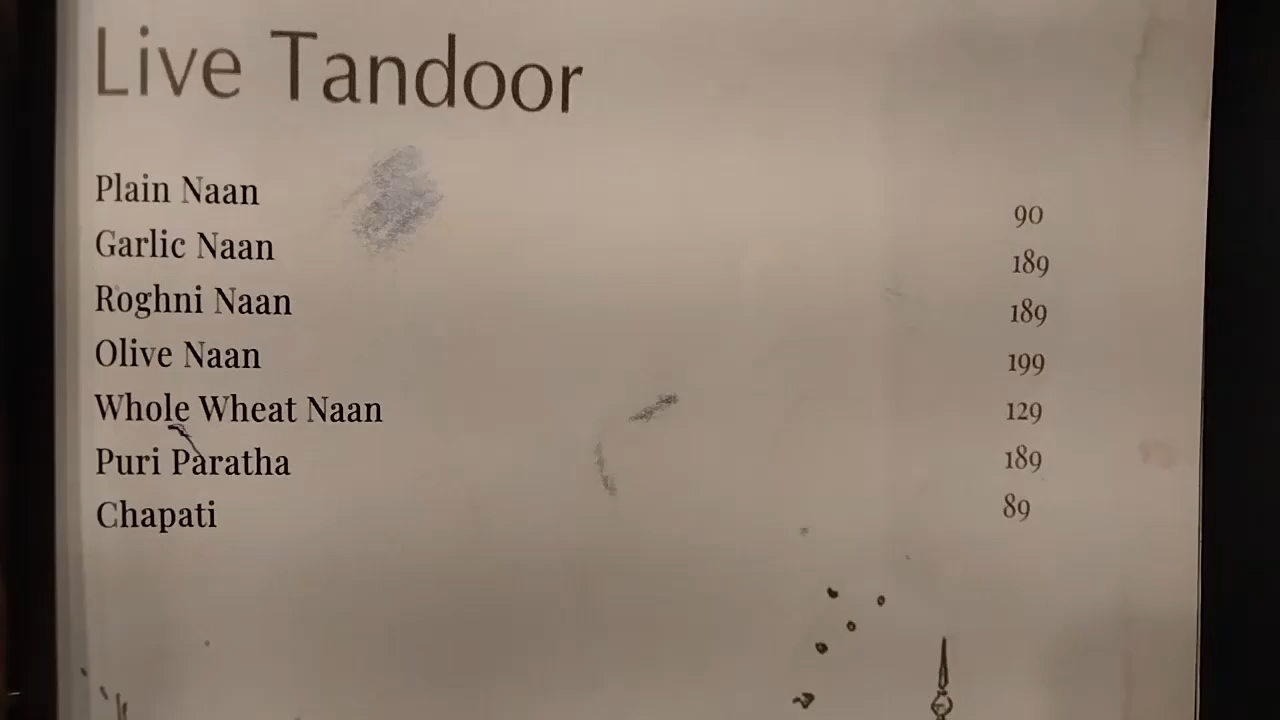 Live Tandoor
Plain Naan 90
Garlic Naan 189
Roghni Naan 189
Olive Naan 199
Whole Wheat Naan 129
Puri Paratha 189
Chapati 89